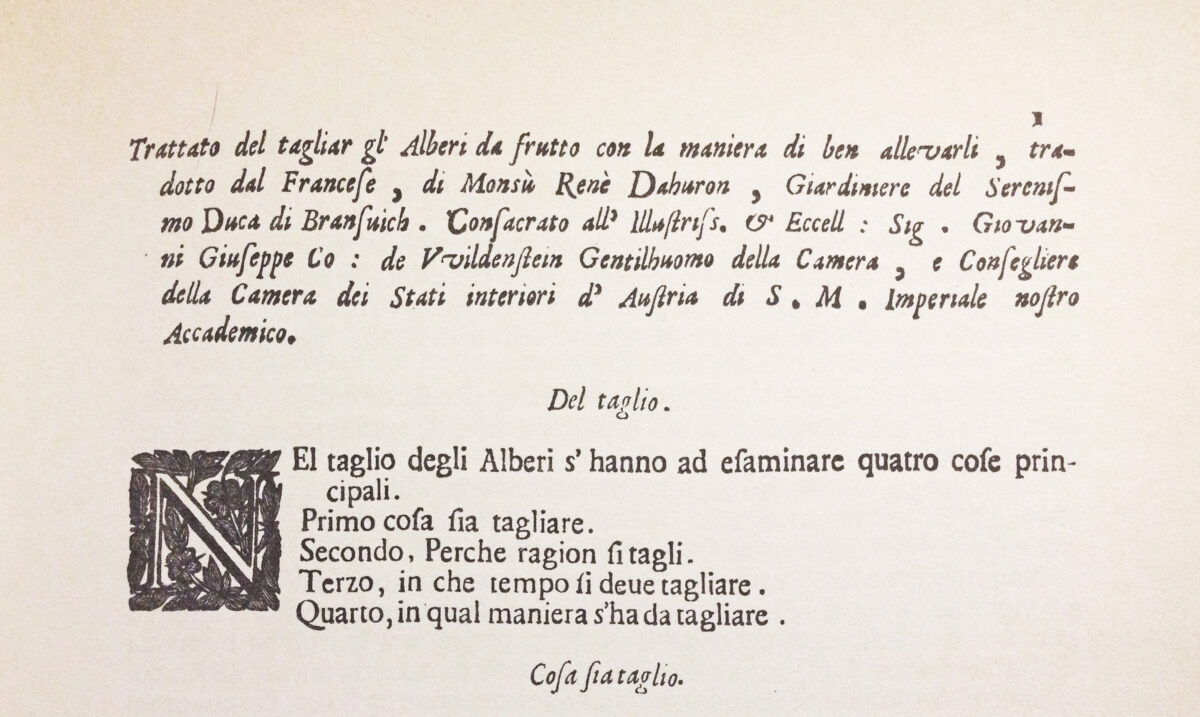 1
Trattato del tagliar gl' Alberi da frutto con la maniera di ben allevarli, tra-
dotto dal Franceſe, di Monsù Renè Dahuron, Giardiniere del Sereniſ-
mo Duca di Branſuich. Conſacrato all' Illuſtriſs. & Eccell: Sig. Giovan-
ni Giuſeppe Co: de VVildenſtein Gentilhuomo della Camera, e Conſegliere
della Camera dei Stati interiori d' Auſtria di S. M. Imperiale noſtro
Accademico.
Del taglio.
NEl taglio degli Alberi s' hanno ad eſaminare quatro coſe prin-
cipali.
Primo coſa ſia tagliare.
Secondo, Perche ragion ſi tagli.
Terzo, in che tempo ſi deue tagliare.
Quarto, in qual maniera s'ha da tagliare.
Coſa ſia taglio.